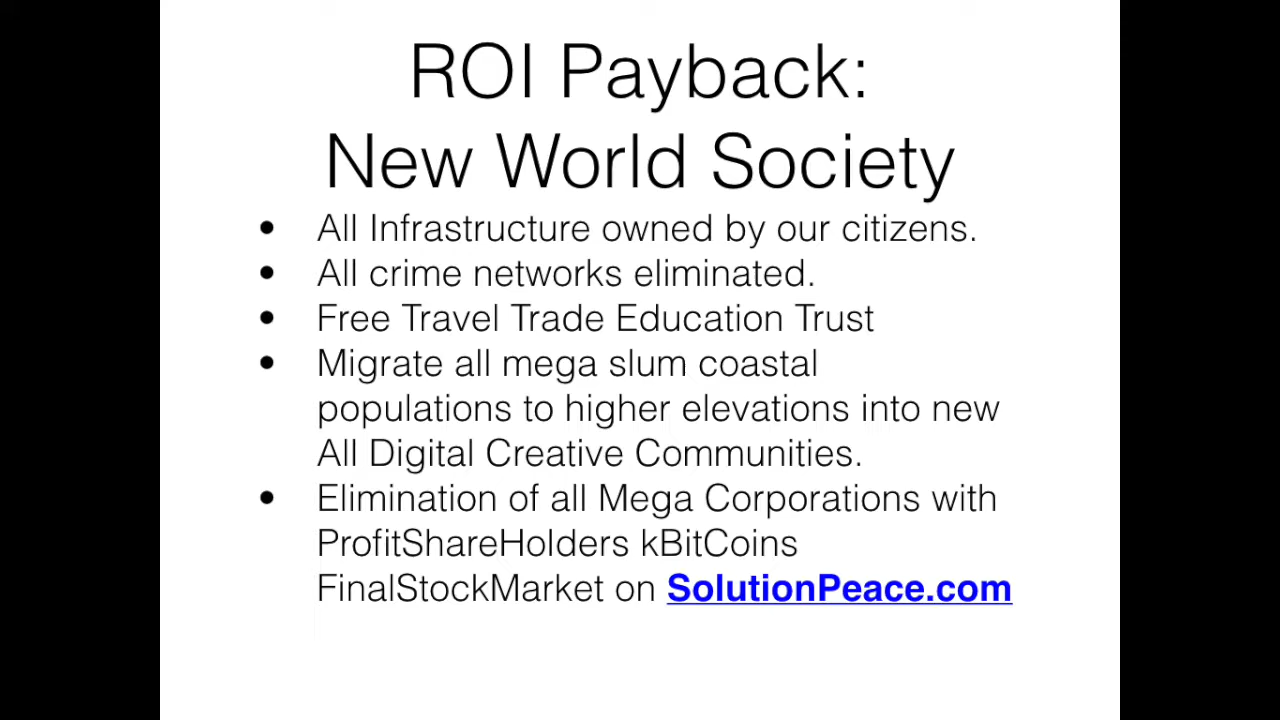 ROI Payback:
New World Society
• All Infrastructure owned by our citizens.
• All crime networks eliminated.
• Free Travel Trade Education Trust
• Migrate all mega slum coastal
populations to higher elevations into new
All Digital Creative Communities.
• Elimination of all Mega Corporations with
ProfitShareHolders kBitCoins
FinalStockMarket on SolutionPeace.com